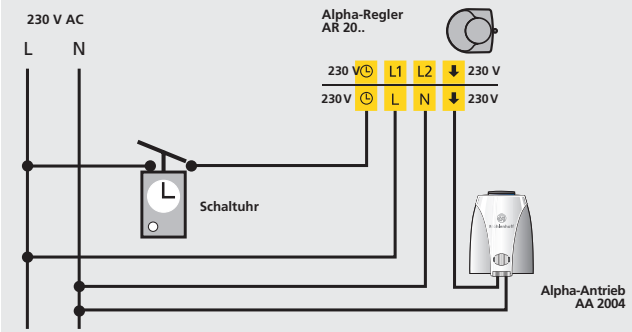 230 V AC
L N
Alpha-Regler
AR 20..
230 V L1 L2 230 V
230 V L N 230 V
Schaltuhr
Alpha-Antrieb
AA 2004